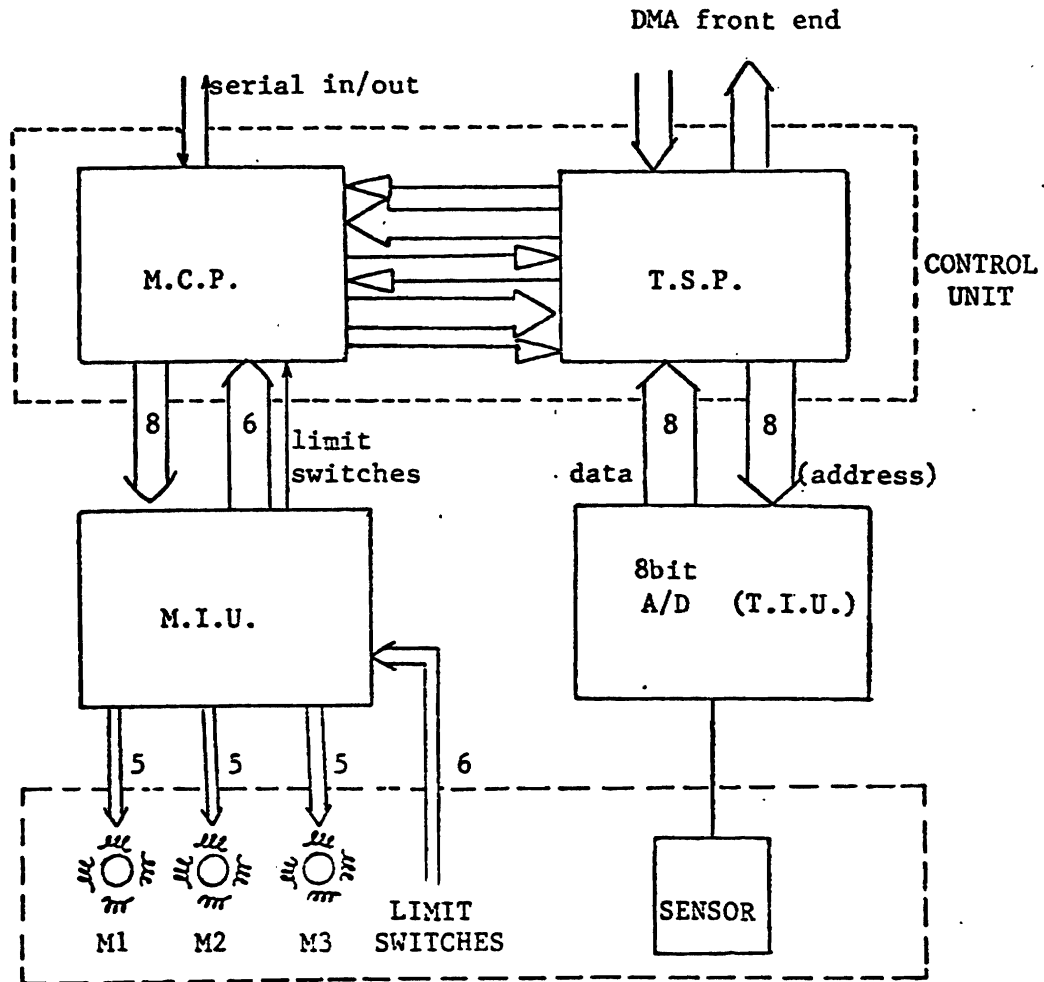 DMA front end
serial in/out
M.C.P.
T.S.P.
CONTROL
UNIT
8
6
limit
switches
8
8
data
(address)
M.I.U.
8bit
A/D (T.I.U.)
5
5
5
6
M1
M2
M3
LIMIT
SWITCHES
SENSOR